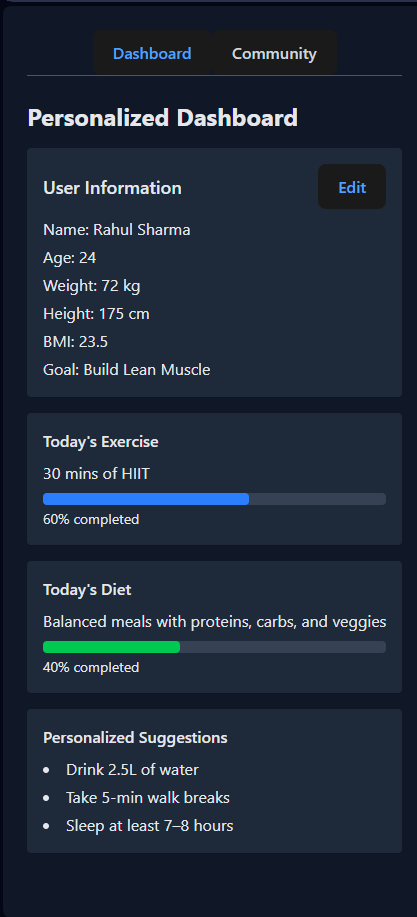 Dashboard Community
Personalized Dashboard
User Information Edit
Name: Rahul Sharma
Age: 24
Weight: 72 kg
Height: 175 cm
BMI: 23.5
Goal: Build Lean Muscle
Today's Exercise
30 mins of HIIT
60% completed
Today's Diet
Balanced meals with proteins, carbs, and veggies
40% completed
Personalized Suggestions
• Drink 2.5L of water
• Take 5-min walk breaks
• Sleep at least 7–8 hours